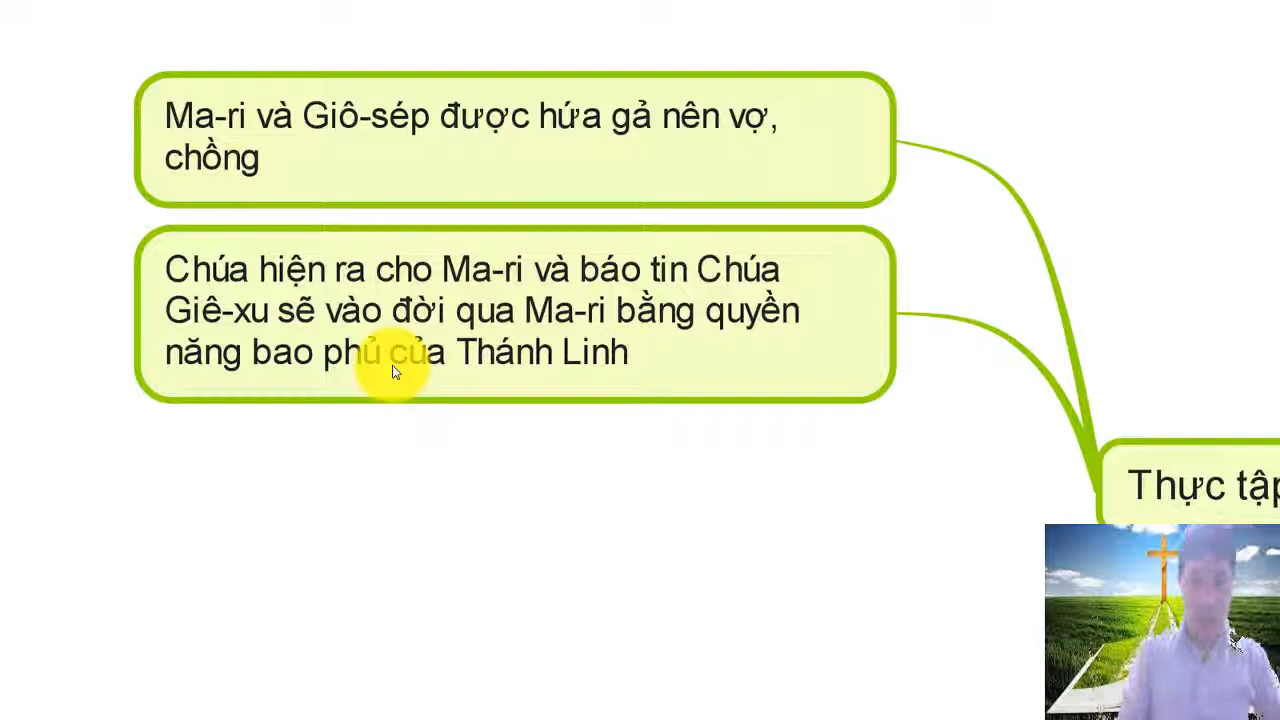 Ma-ri và Giô-sép được hứa gả nên vợ,
chồng
Chúa hiện ra cho Ma-ri và báo tin Chúa
Giê-xu sẽ vào đời qua Ma-ri bằng quyền
năng bao phủ của Thánh Linh
Thực tập